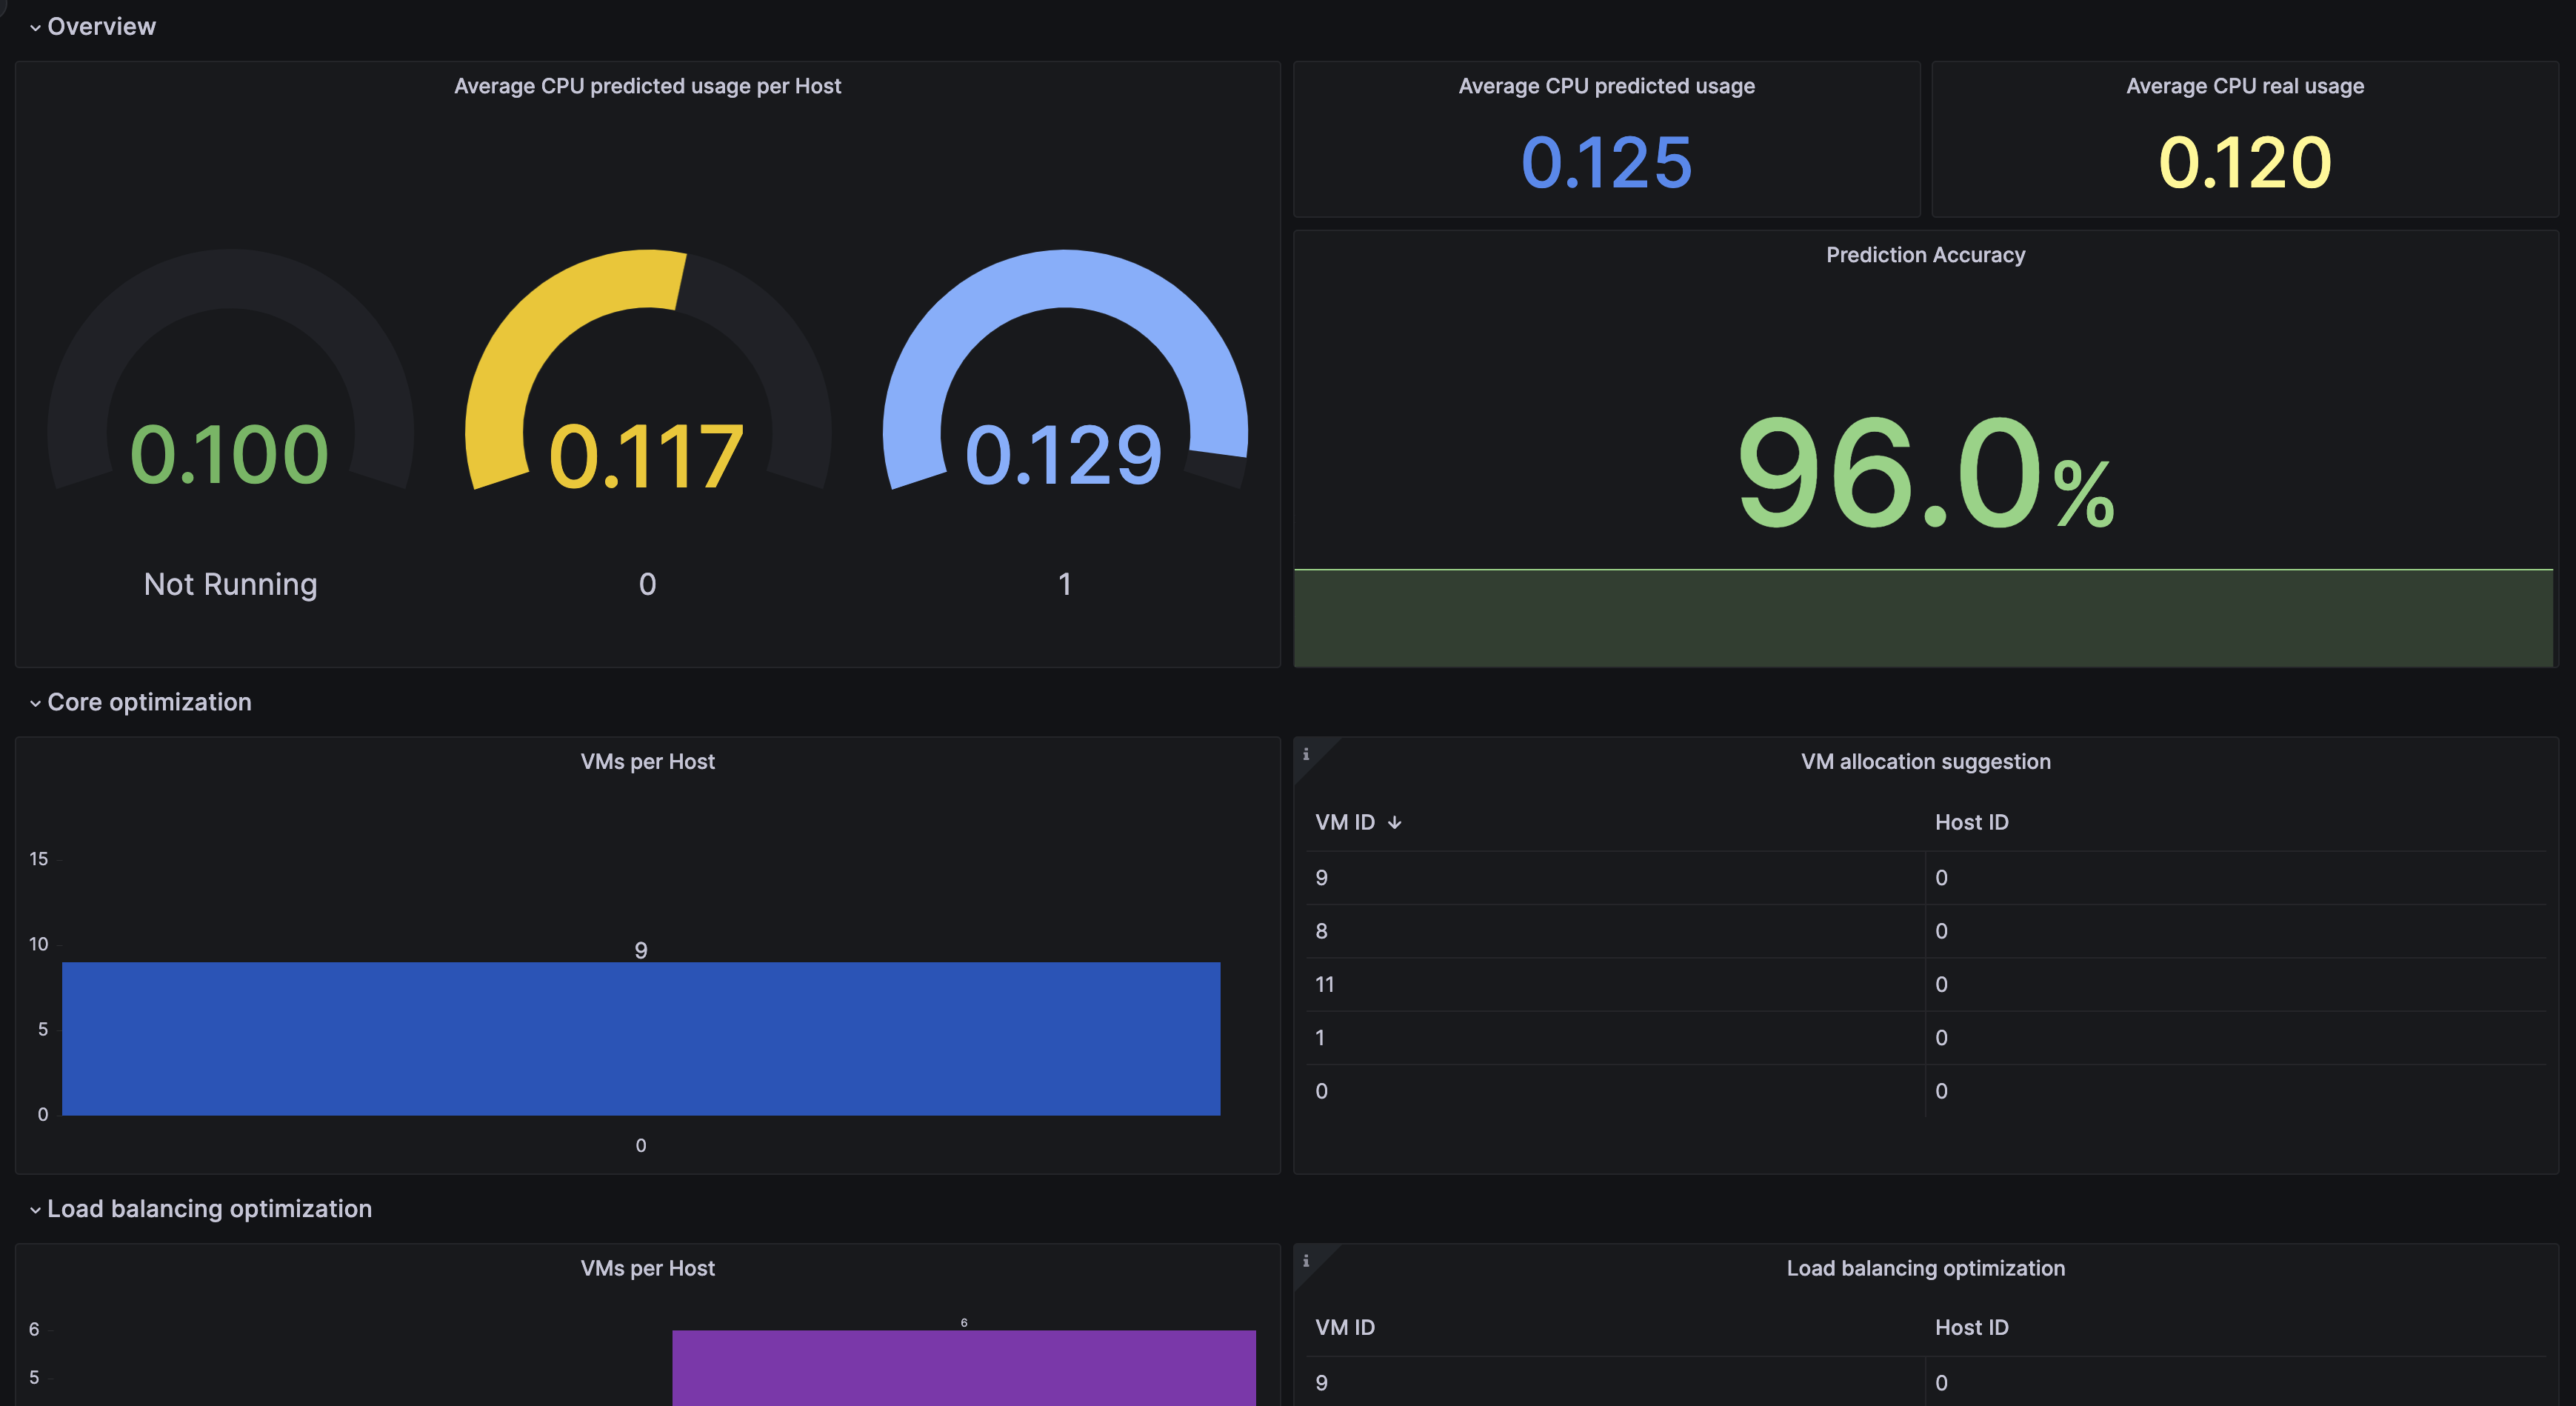 Overview
Average CPU predicted usage per Host
0.100
0.117
0.129
Not Running
0
1
Average CPU predicted usage
0.125
Average CPU real usage
0.120
Prediction Accuracy
96.0%
Core optimization
VMs per Host
15
10
5
0
9
0
i
VM allocation suggestion
VM ID Host ID
9 0
8 0
11 0
1 0
0 0
Load balancing optimization
VMs per Host
6
5
6
i
Load balancing optimization
VM ID Host ID
9 0